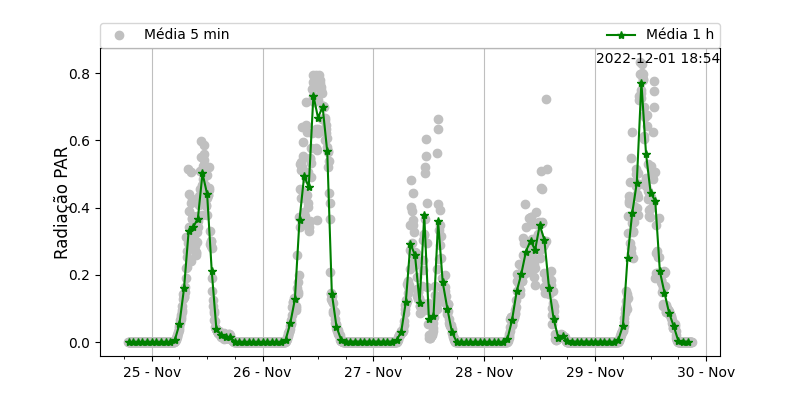 Média 5 min
Média 1 h
2022-12-01 18:54
Radiação PAR
0.8
0.6
0.4
0.2
0.0
25 - Nov
26 - Nov
27 - Nov
28 - Nov
29 - Nov
30 - Nov